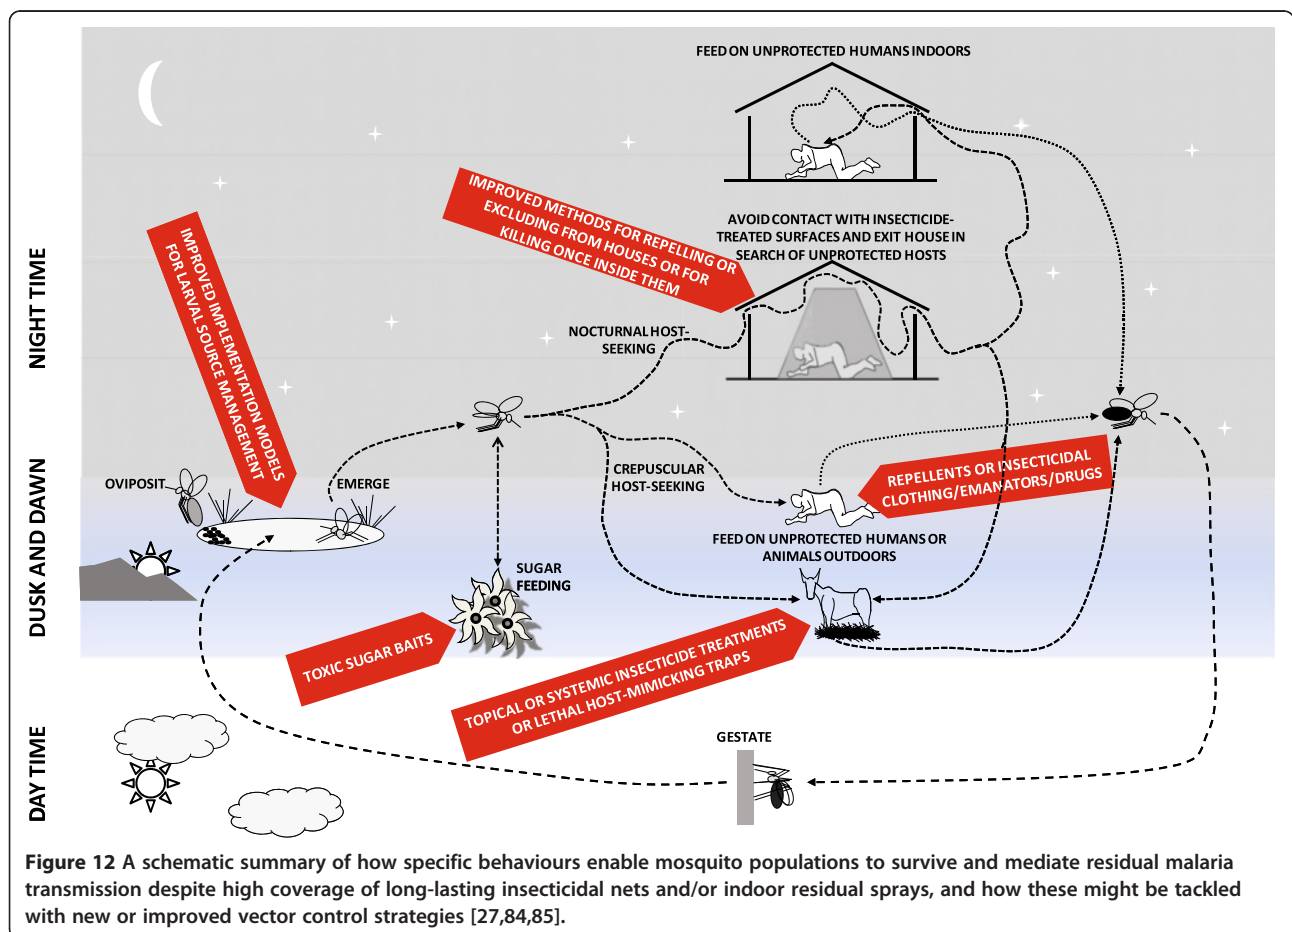 FEED ON UNPROTECTED HUMANS INDOORS
AVOID CONTACT WITH INSECTICIDE-
TREATED SURFACES AND EXIT HOUSE IN
SEARCH OF UNPROTECTED HOSTS
IMPROVED METHODS FOR REPELLING OR
EXCLUDING FROM HOUSES OR FOR
KILLING ONCE INSIDE THEM
IMPROVED IMPLEMENTATION MODELS
FOR LARVAL SOURCE MANAGEMENT
NIGHT TIME
NOCTURNAL HOST-
SEEKING
OVIPOSIT
EMERGE
CREPUSCULAR
HOST-SEEKING
REPELLENTS OR INSECTICIDAL
CLOTHING/EMANATORS/DRUGS
DUSK AND DAWN
FEED ON UNPROTECTED HUMANS OR
ANIMALS OUTDOORS
SUGAR
FEEDING
TOXIC SUGAR BAITS
TOPICAL OR SYSTEMIC INSECTICIDE TREATMENTS
OR LETHAL HOST-MIMICKING TRAPS
DAY TIME
GESTATE
Figure 12 A schematic summary of how specific behaviours enable mosquito populations to survive and mediate residual malaria
transmission despite high coverage of long-lasting insecticidal nets and/or indoor residual sprays, and how these might be tackled
with new or improved vector control strategies [27,84,85].